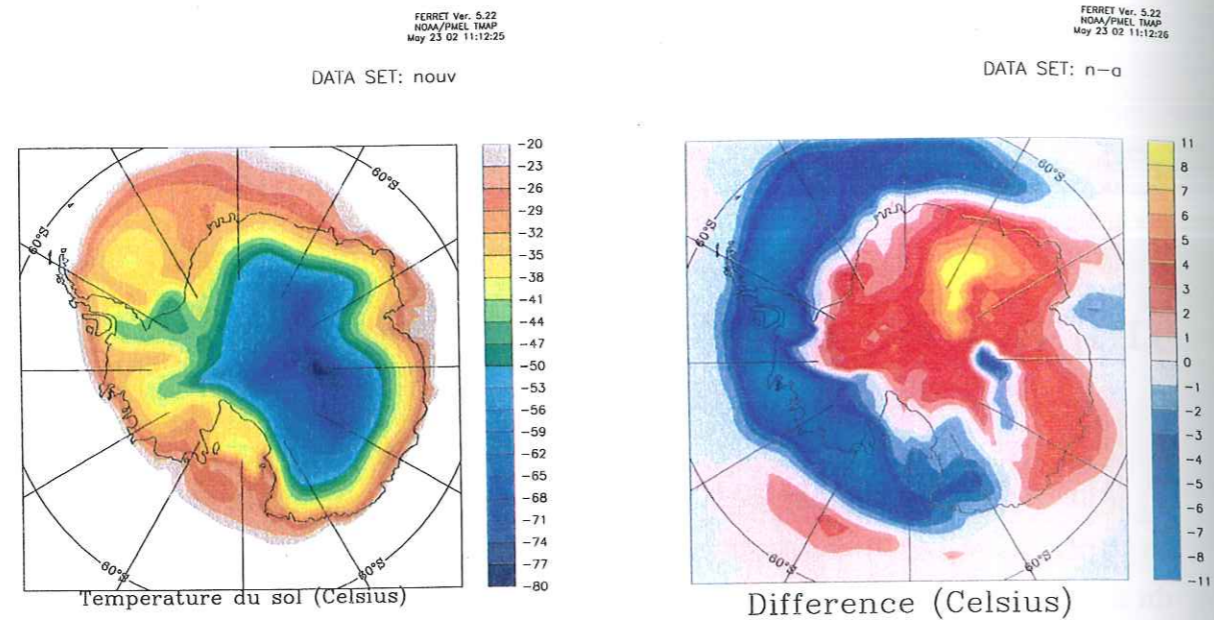 FERRET Ver. 5.22
NOAA/PMEL TMAP
May 23 02 11:12:25
DATA SET: nouv
60°S
60°S
60°S
60°S
-20
-23
-26
-29
-32
-35
-38
-41
-44
-47
-50
-53
-56
-59
-62
-65
-68
-71
-74
-77
-80
Temperature du sol (Celsius)
FERRET Ver. 5.22
NOAA/PMEL TMAP
May 23 02 11:12:26
DATA SET: n-a
60°S
60°S
60°S
60°S
11
8
7
6
5
4
3
2
1
0
-1
-2
-3
-4
-5
-6
-7
-8
-11
Difference (Celsius)